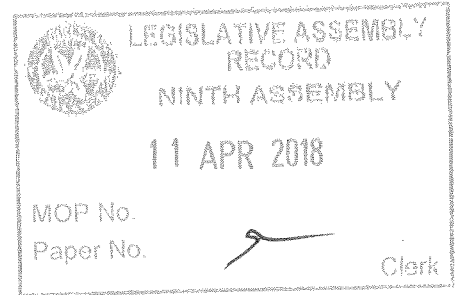 LEGISLATIVE ASSEMBLY
RECORD
NINTH ASSEMBLY
11 APR 2018
MOP No.
Paper No.
Clerk